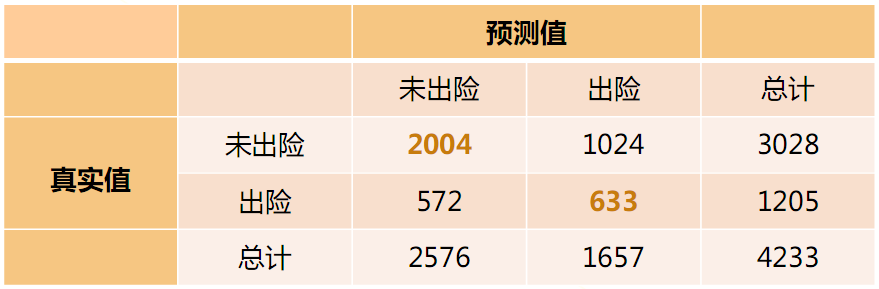 预测值
未出险 出险 总计
真实值
未出险 2004 1024 3028
出险 572 633 1205
总计 2576 1657 4233